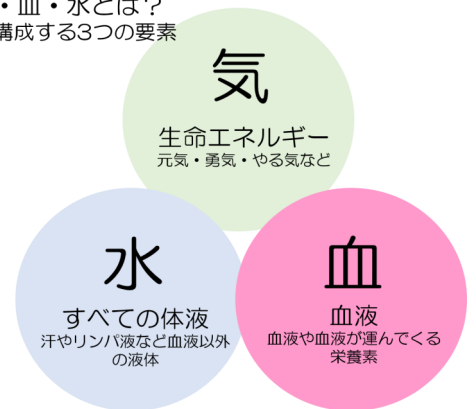 ・血・水とは？
構成する3つの要素
気
生命エネルギー
元気・勇気・やる気など
水
すべての体液
汗やリンパ液など血液以外
の液体
血
血液
血液や血液が運んでくる
栄養素